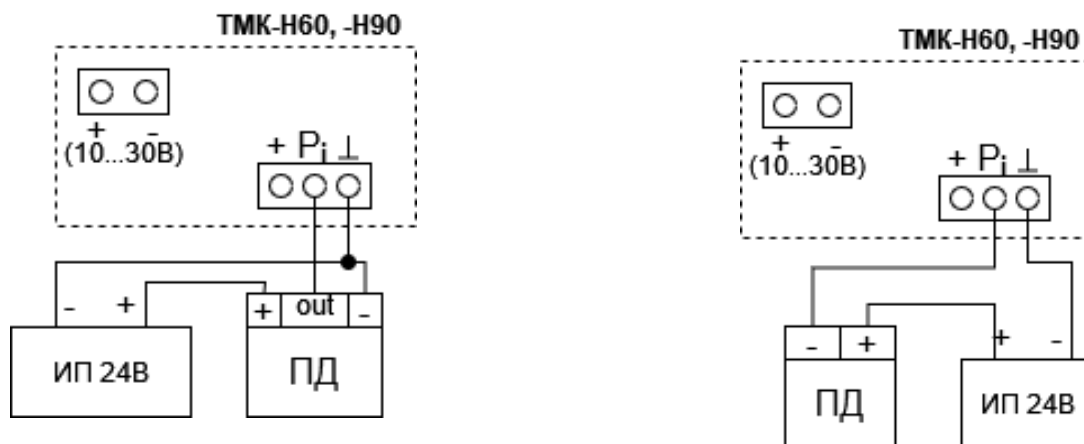 ТМК-Н60, -Н90
+ -
(10...30В)
+ Pi ⊥
- +
+ out -
ИП 24В
ПД
ТМК-Н60, -Н90
+ -
(10...30В)
+ Pi ⊥
- +
+ -
ПД
ИП 24В